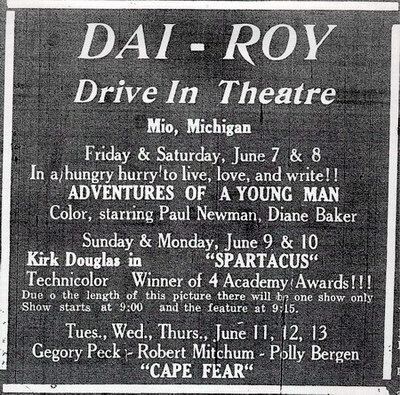 DAI - ROY
Drive In Theatre
Mio, Michigan
Friday & Saturday, June 7 & 8
In a hungry hurry to live, love, and write!!
ADVENTURES OF A YOUNG MAN
Color, starring Paul Newman, Diane Baker
Sunday & Monday, June 9 & 10
Kirk Douglas in "SPARTACUS"
Technicolor Winner of 4 Academy Awards!!!
Due o the length of this picture there will be one show only
Show starts at 9:00 and the feature at 9:15.
Tues., Wed., Thurs., June 11, 12, 13
Gegory Peck - Robert Mitchum - Polly Bergen
"CAPE FEAR"